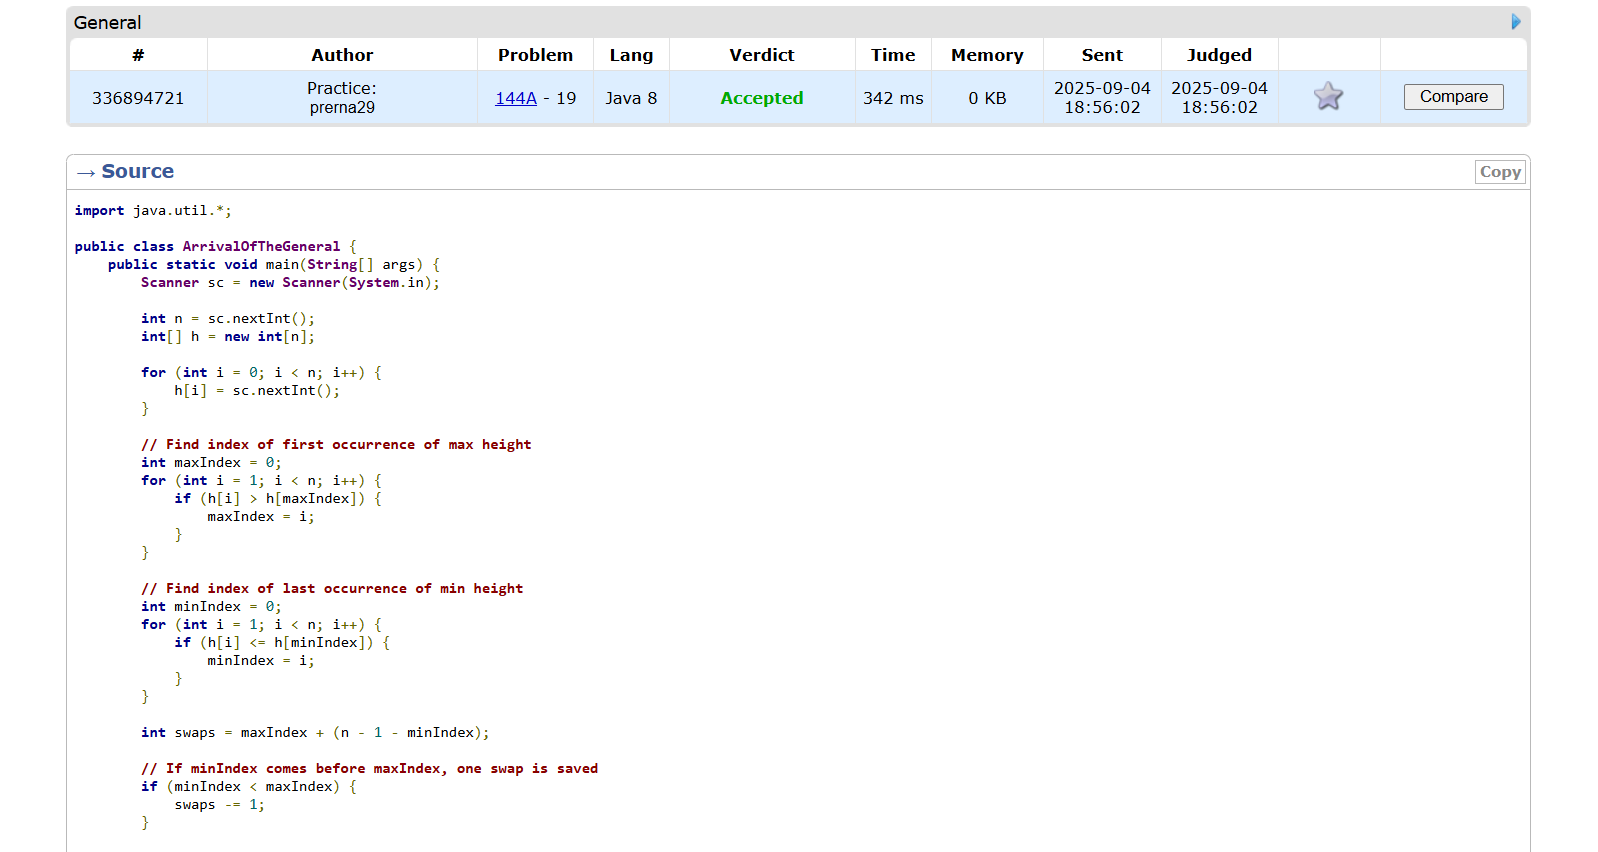 General
# Author Problem Lang Verdict Time Memory Sent Judged
336894721 Practice: prerna29 144A - 19 Java 8 Accepted 342 ms 0 KB 2025-09-04 18:56:02 2025-09-04 18:56:02 Compare
→ Source Copy
import java.util.*;
public class ArrivalOfTheGeneral {
public static void main(String[] args) {
Scanner sc = new Scanner(System.in);
int n = sc.nextInt();
int[] h = new int[n];
for (int i = 0; i < n; i++) {
h[i] = sc.nextInt();
}
// Find index of first occurrence of max height
int maxIndex = 0;
for (int i = 1; i < n; i++) {
if (h[i] > h[maxIndex]) {
maxIndex = i;
}
}
// Find index of last occurrence of min height
int minIndex = 0;
for (int i = 1; i < n; i++) {
if (h[i] <= h[minIndex]) {
minIndex = i;
}
}
int swaps = maxIndex + (n - 1 - minIndex);
// If minIndex comes before maxIndex, one swap is saved
if (minIndex < maxIndex) {
swaps -= 1;
}